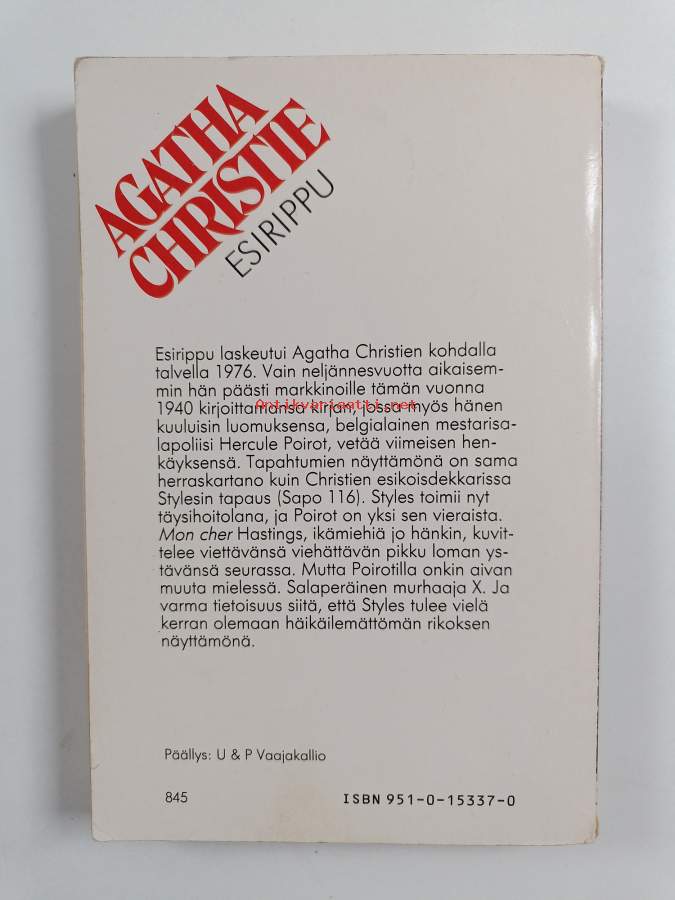 AGATHA
CHRISTIE
ESIRIPPU
Esirippu laskeutui Agatha Christien kohdalla
talvella 1976. Vain neljännesvuotta aikaisem-
min hän päästi markkinoille tämän vuonna
1940 kirjoittamansa kirjan, jossa myös hänen
Antikvariaatti.net
kuuluisin luomuksensa, belgialainen mestarisa-
lapoliisi Hercule Poirot, vetää viimeisen hen-
käyksensä. Tapahtumien näyttämönä on sama
herraskartano kuin Christien esikoisdekkarissa
Stylesin tapaus (Sapo 116). Styles toimii nyt
täysihoitolana, ja Poirot on yksi sen vieraista.
Mon cher Hastings, ikämiehiä jo hänkin, kuvit-
telee viettävänsä viehättävän pikku loman ys-
tävänsä seurassa. Mutta Poirotilla onkin aivan
muuta mielessä. Salaperäinen murhaaja X. Ja
varma tietoisuus siitä, että Styles tulee vielä
kerran olemaan häikäilemättömän rikoksen
näyttämönä.
Päällys: U & P Vaajakallio
845
ISBN 951-0-15337-0